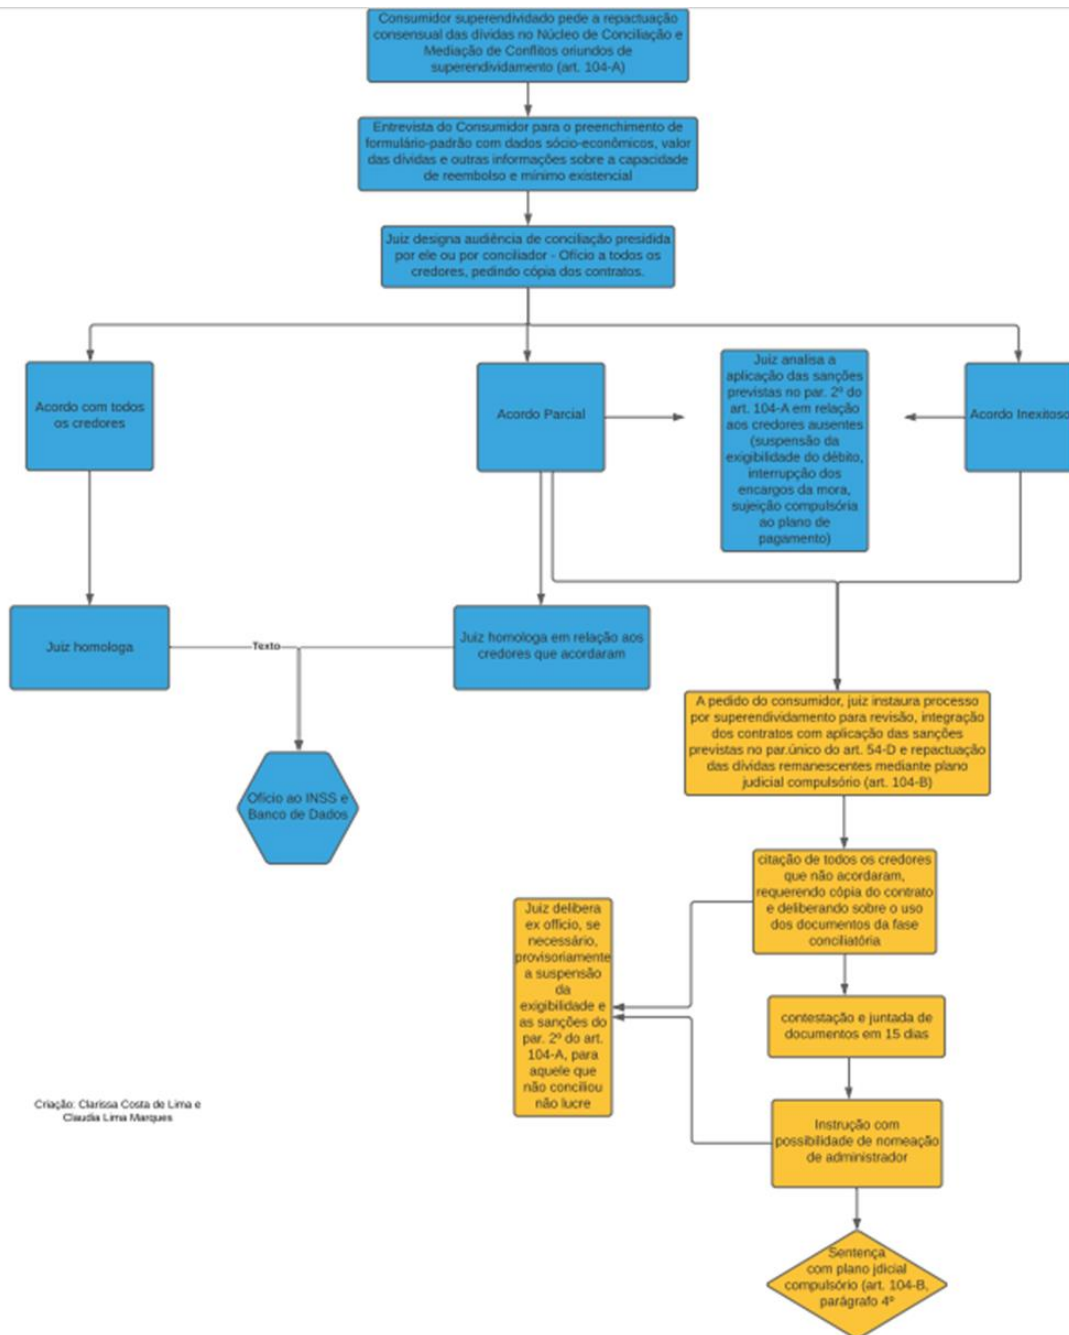 Consumidor superendividado pede a repactuação
consensual das dívidas no Núcleo de Conciliação e
Mediação de Conflitos oriundos de
superendividamento (art. 104-A)
Entrevista do Consumidor para o preenchimento de
formulário-padrão com dados sócio-econômicos, valor
das dívidas e outras informações sobre a capacidade
de reembolso e mínimo existencial
Juiz designa audiência de conciliação presidida
por ele ou por conciliador - Ofício a todos os
credores, pedindo cópia dos contratos.
Acordo com todos
os credores
Acordo Parcial
Juiz analisa a
aplicação das sanções
previstas no par. 2º do
art. 104-A em relação
aos credores ausentes
(suspensão da
exigibilidade do débito,
interrupção dos
encargos da mora,
sujeição compulsória
ao plano de
pagamento)
Acordo Inexitoso
Juiz homologa
Texto
Juiz homologa em relação aos
credores que acordaram
Ofício ao INSS e
Banco de Dados
A pedido do consumidor, juiz instaura processo
por superendividamento para revisão, integração
dos contratos com aplicação das sanções
previstas no par.único do art. 54-D e repactuação
das dívidas remanescentes mediante plano
judicial compulsório (art. 104-B)
citação de todos os credores
que não acordaram,
requerendo cópia do contrato
e deliberando sobre o uso
dos documentos da fase
conciliatória
Juiz delibera
ex officio, se
necessário,
provisoriamente
a suspensão
da
exigibilidade e
as sanções do
par. 2º do art.
104-A, para
aquele que
não conciliou
não lucre
contestação e juntada de
documentos em 15 dias
Instrução com
possibilidade de nomeação
de administrador
Sentença
com plano jdicial
compulsório (art. 104-B,
parágrafo 4º
Criação: Clarissa Costa de Lima e
Claudia Lima Marques